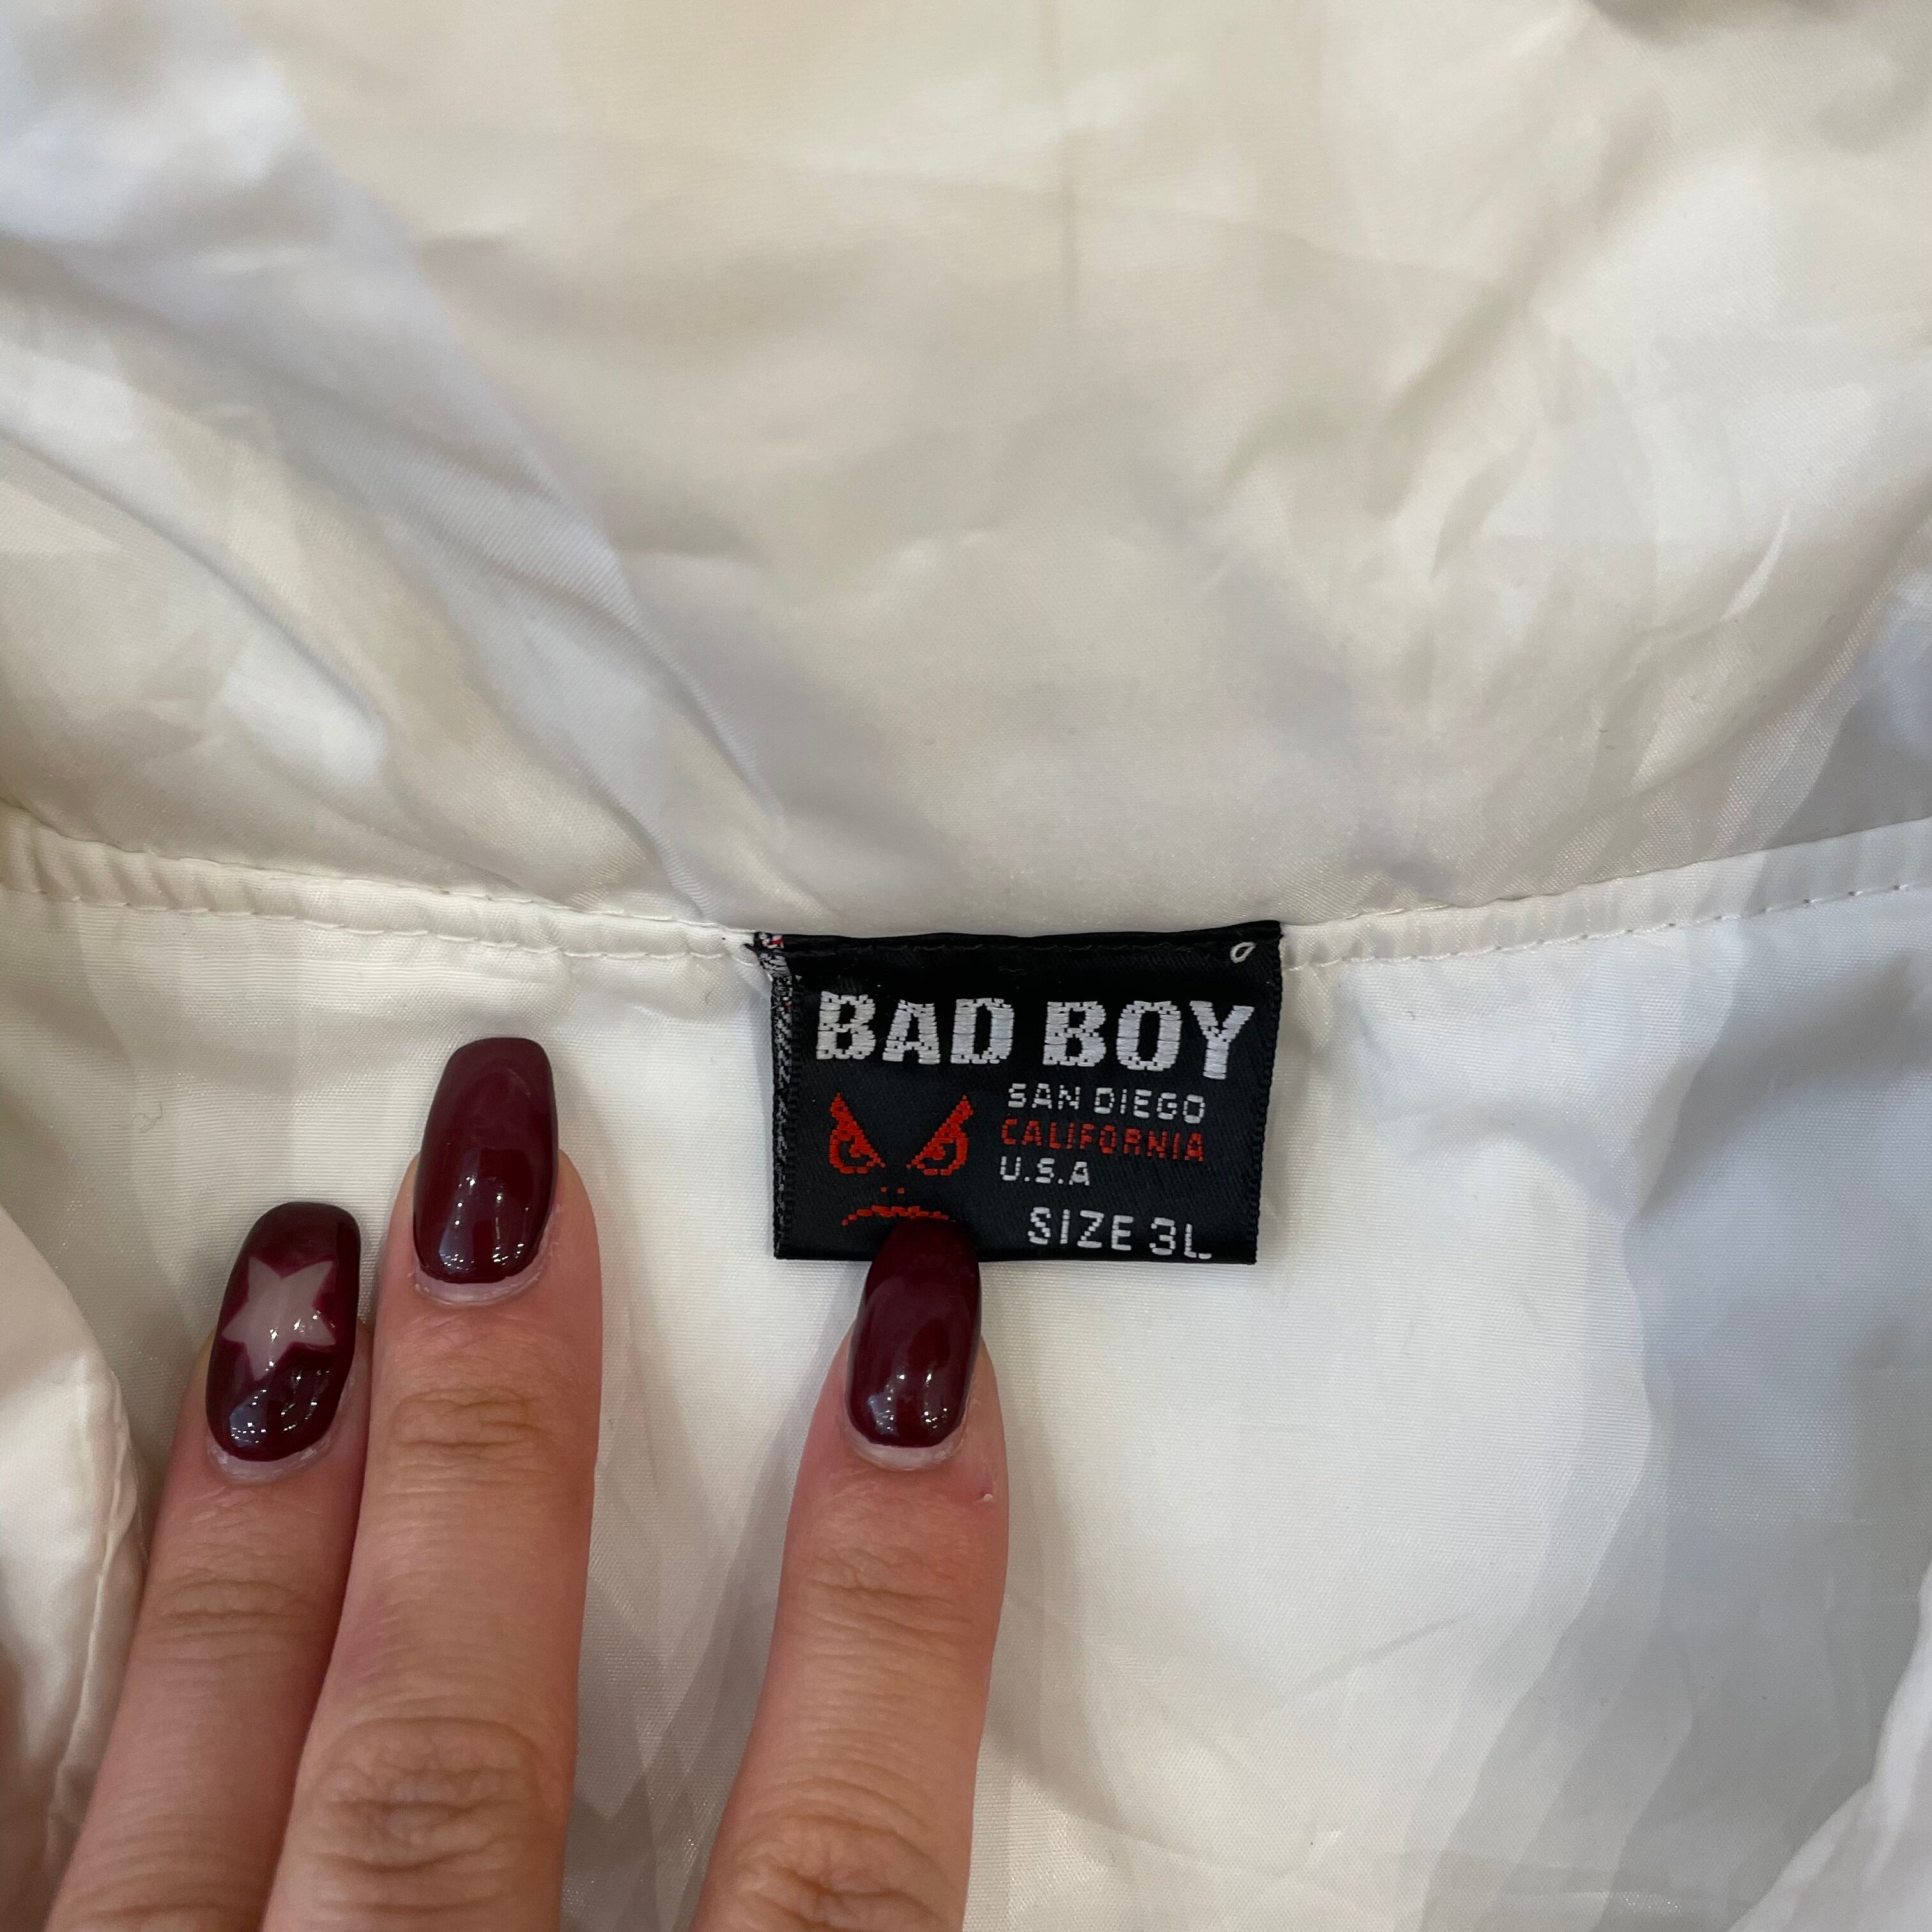 BAD BOY
SAN DIEGO
CALIFORNIA
U.S.A
SIZE 3L